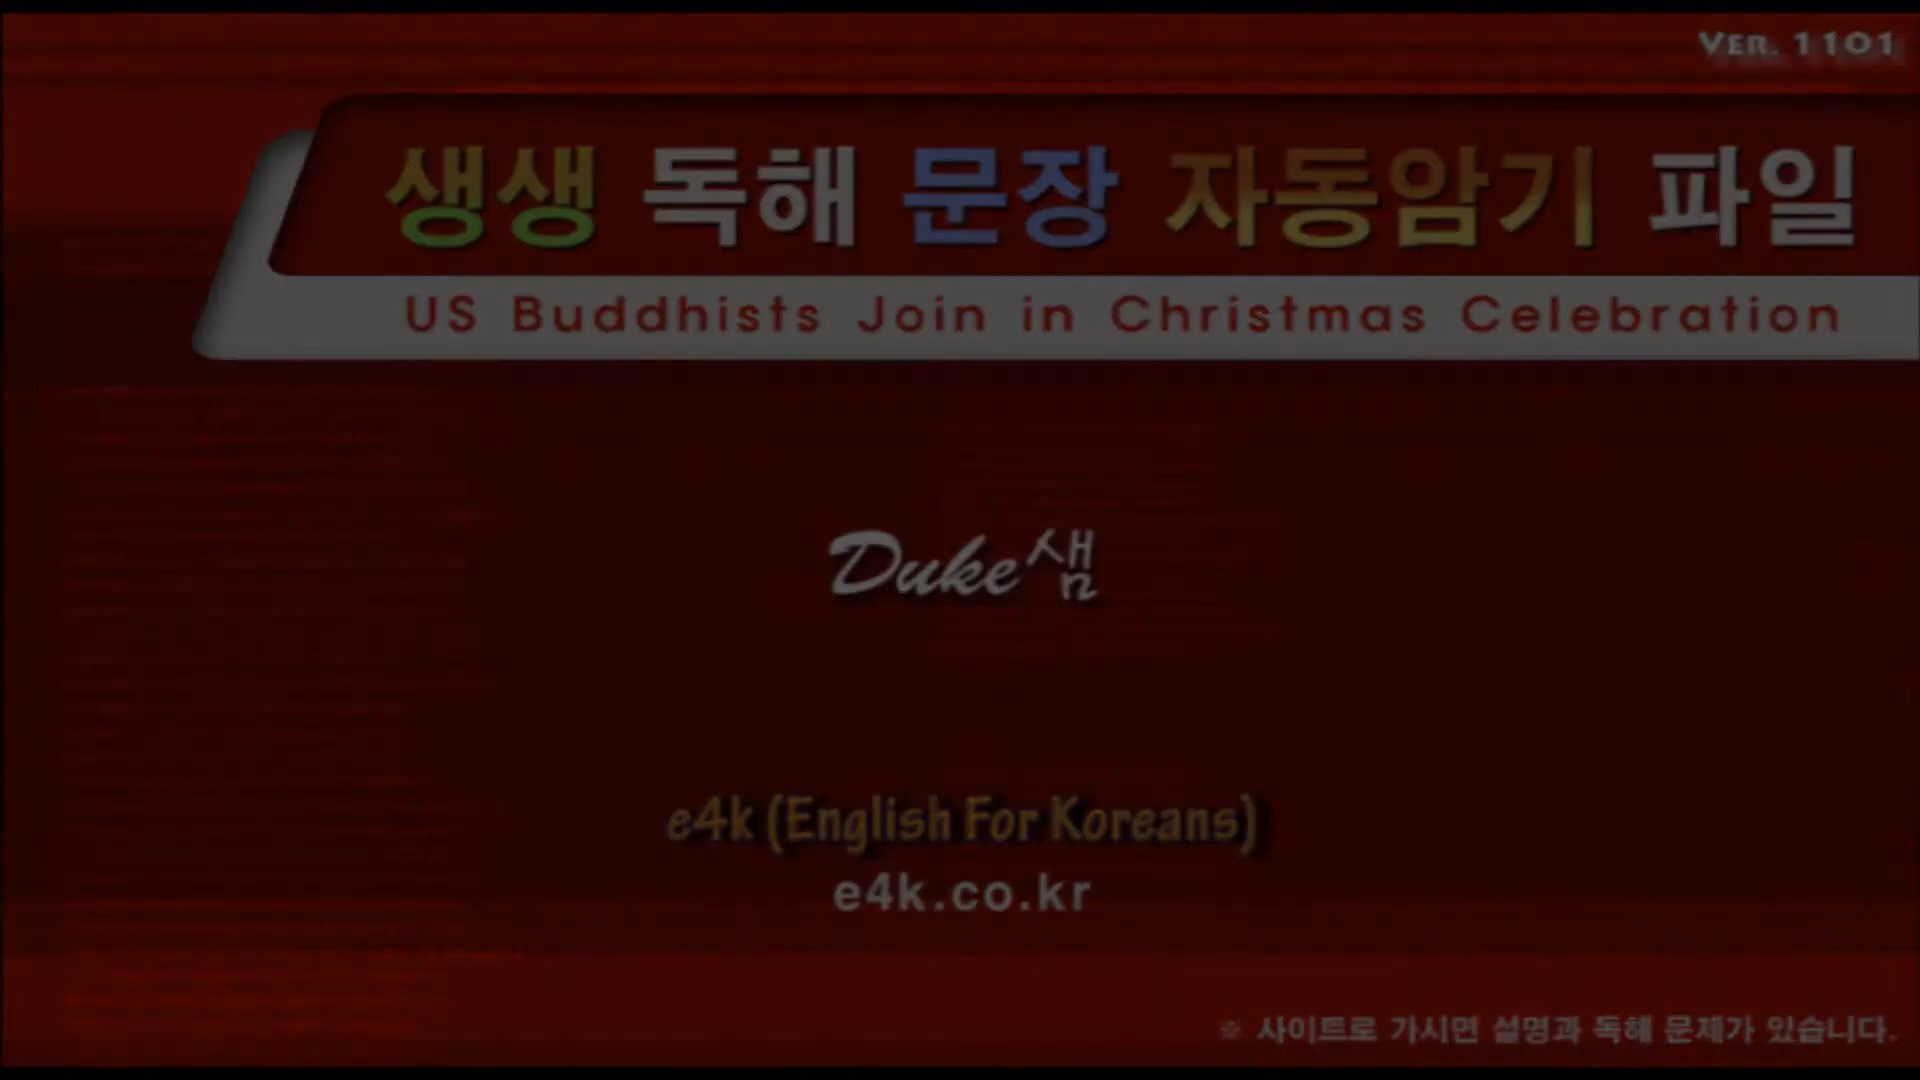 VER. 1101
생생 독해 문장 자동암기 파일
US Buddhists Join in Christmas Celebration
Duke샘
e4k (English For Koreans)
e4k.co.kr
※ 사이트로 가시면 설명과 독해 문제가 있습니다.